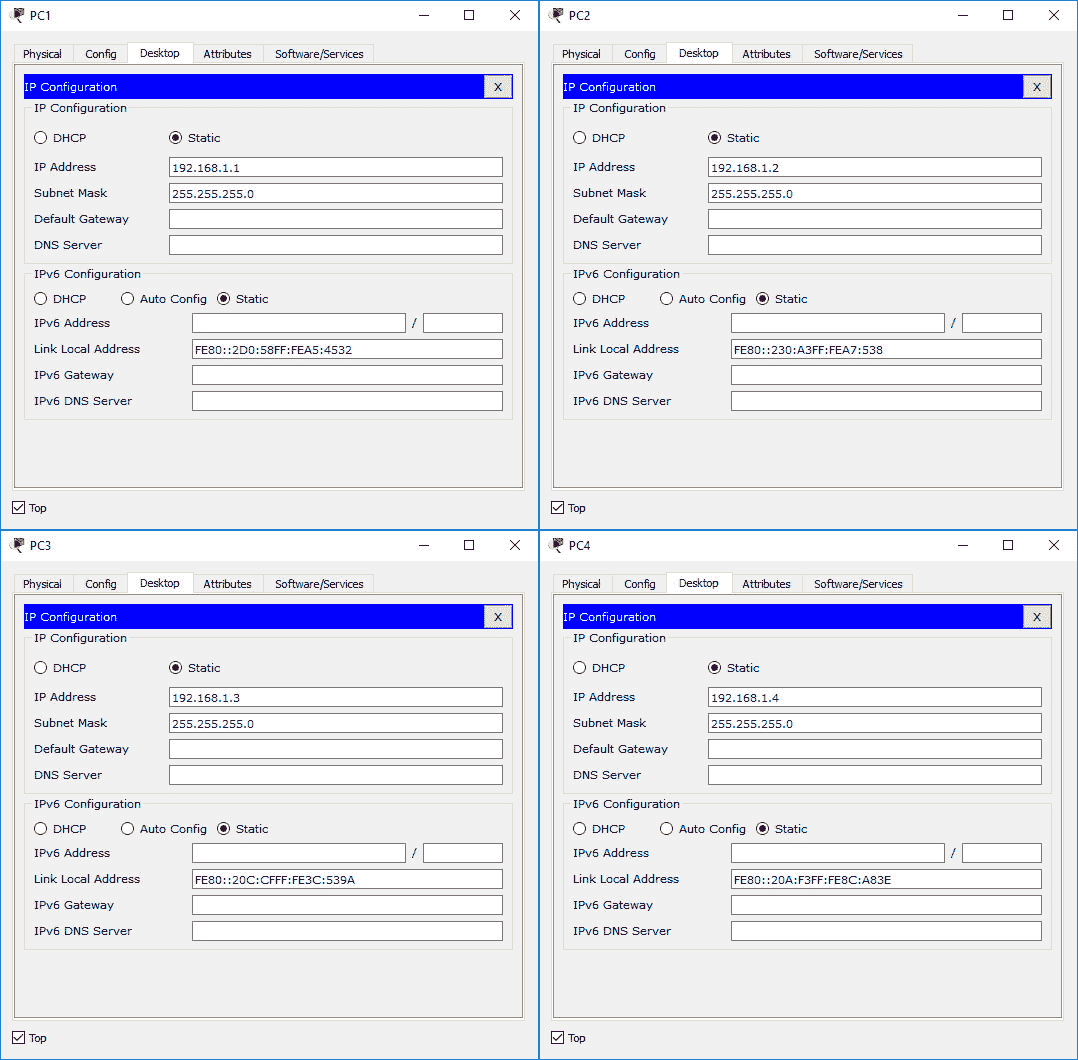 PC1
Physical Config Desktop Attributes Software/Services
IP Configuration X
IP Configuration
DHCP Static
IP Address 192.168.1.1
Subnet Mask 255.255.255.0
Default Gateway
DNS Server
IPv6 Configuration
DHCP Auto Config Static
IPv6 Address /
Link Local Address FE80::2D0:58FF:FEA5:4532
IPv6 Gateway
IPv6 DNS Server
Top
PC2
Physical Config Desktop Attributes Software/Services
IP Configuration X
IP Configuration
DHCP Static
IP Address 192.168.1.2
Subnet Mask 255.255.255.0
Default Gateway
DNS Server
IPv6 Configuration
DHCP Auto Config Static
IPv6 Address /
Link Local Address FE80::230:A3FF:FEA7:538
IPv6 Gateway
IPv6 DNS Server
Top
PC3
Physical Config Desktop Attributes Software/Services
IP Configuration X
IP Configuration
DHCP Static
IP Address 192.168.1.3
Subnet Mask 255.255.255.0
Default Gateway
DNS Server
IPv6 Configuration
DHCP Auto Config Static
IPv6 Address /
Link Local Address FE80::20C:CFFF:FE3C:539A
IPv6 Gateway
IPv6 DNS Server
Top
PC4
Physical Config Desktop Attributes Software/Services
IP Configuration X
IP Configuration
DHCP Static
IP Address 192.168.1.4
Subnet Mask 255.255.255.0
Default Gateway
DNS Server
IPv6 Configuration
DHCP Auto Config Static
IPv6 Address /
Link Local Address FE80::20A:F3FF:FE8C:A83E
IPv6 Gateway
IPv6 DNS Server
Top